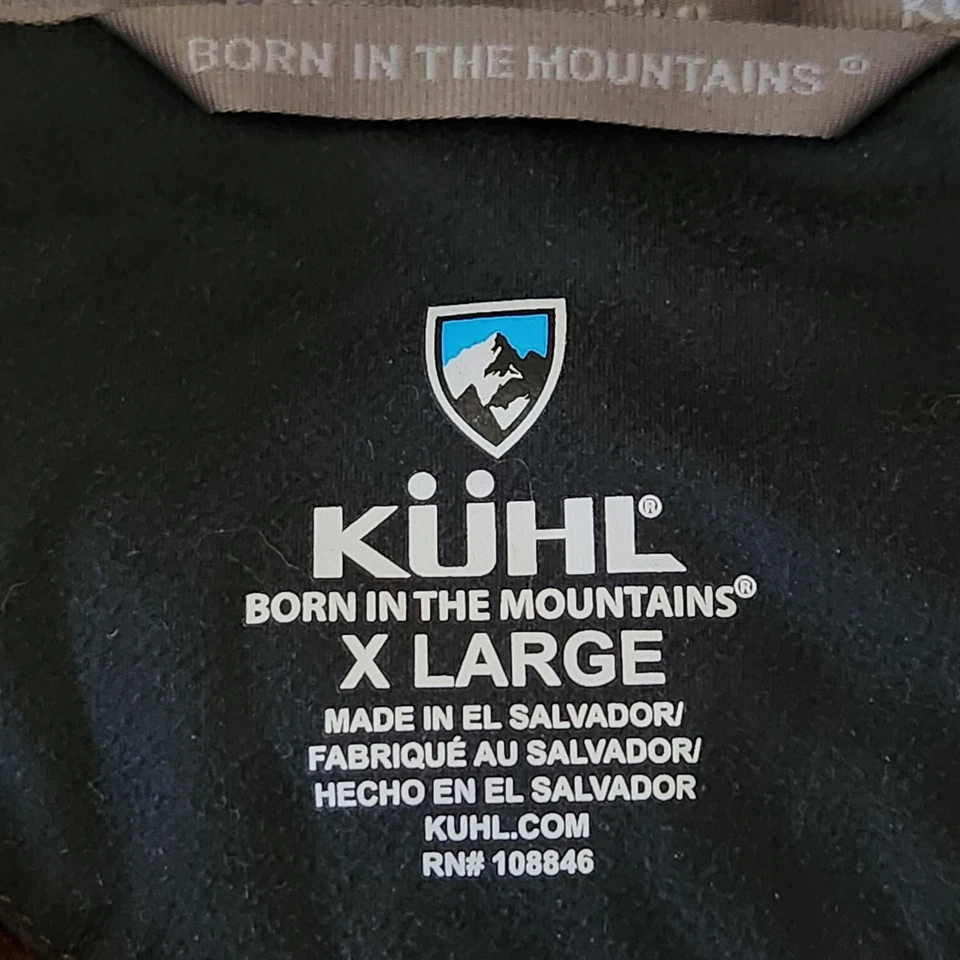 BORN IN THE MOUNTAINS®
KÜHL®
BORN IN THE MOUNTAINS®
X LARGE
MADE IN EL SALVADOR/
FABRIQUÉ AU SALVADOR/
HECHO EN EL SALVADOR
KUHL.COM
RN# 108846